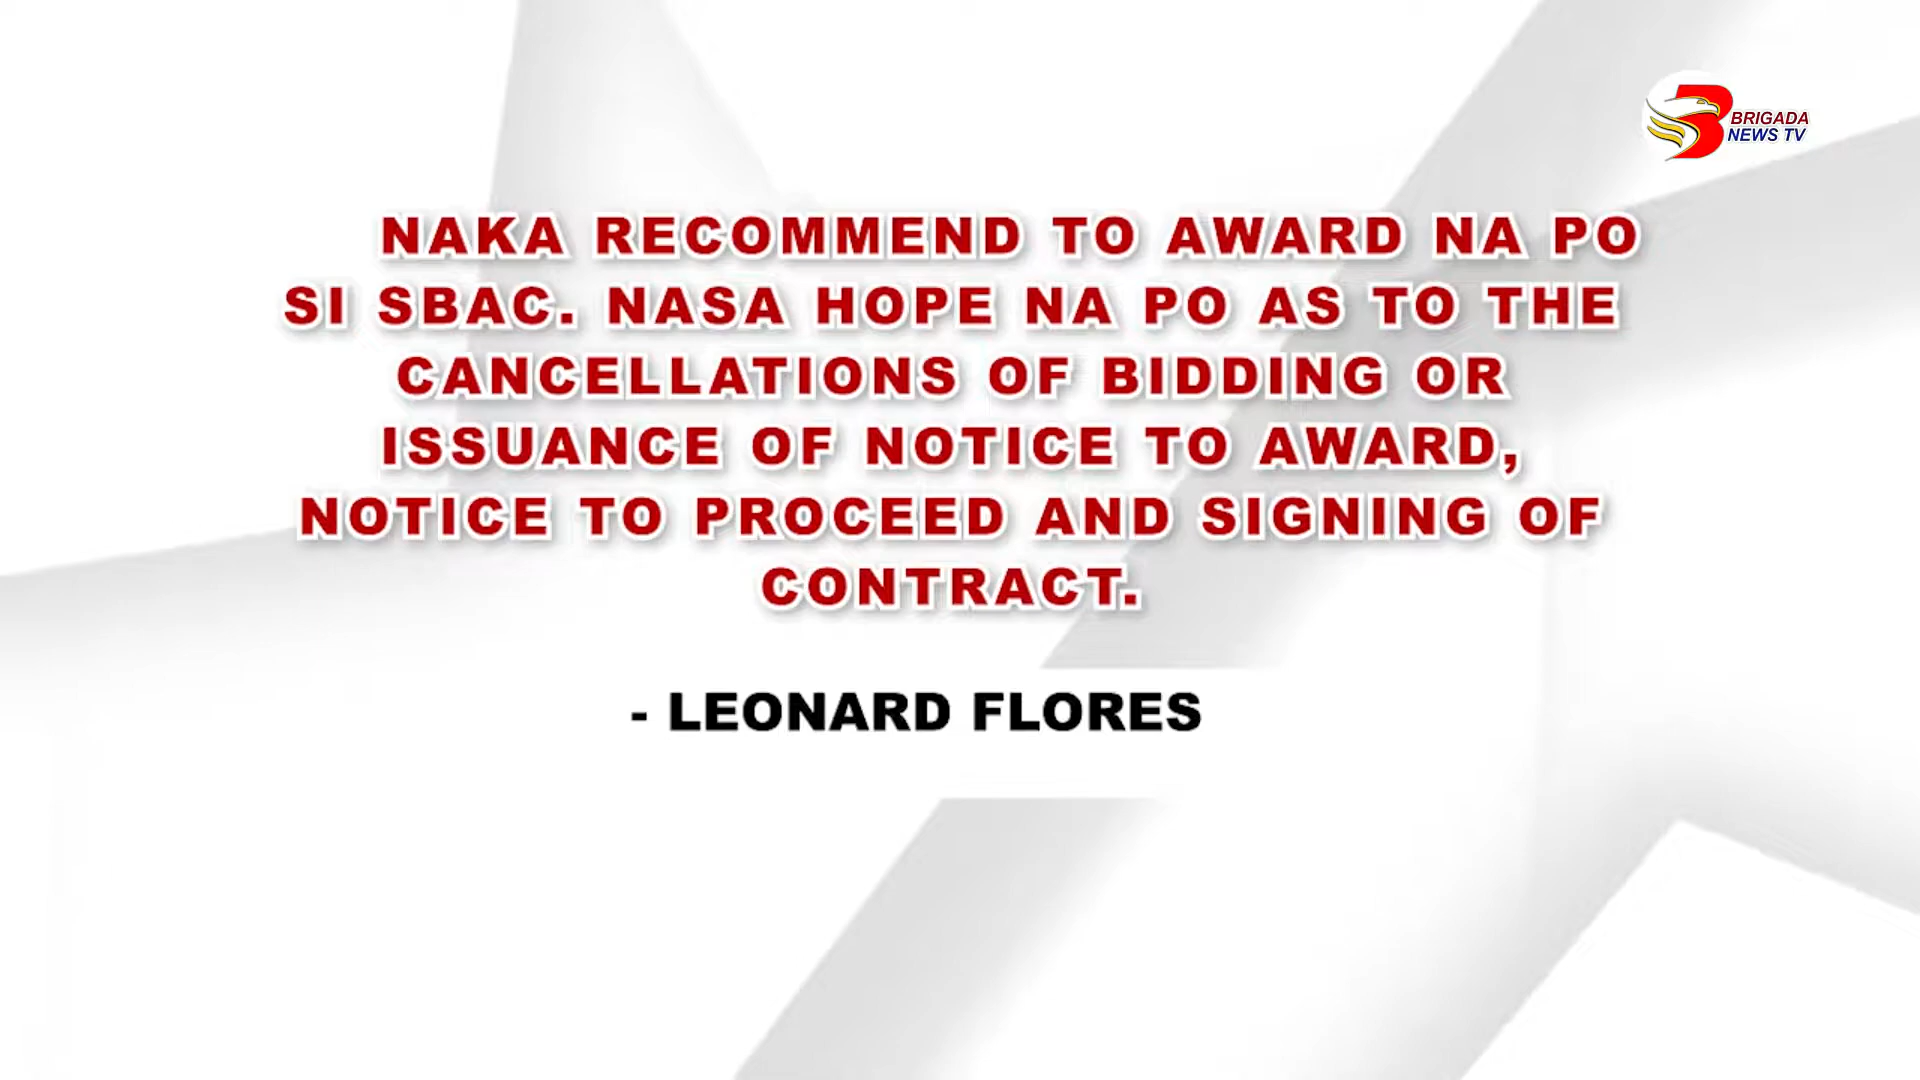 BRIGADA
NEWS TV
NAKA RECOMMEND TO AWARD NA PO
SI SBAC. NASA HOPE NA PO AS TO THE
CANCELLATIONS OF BIDDING OR
ISSUANCE OF NOTICE TO AWARD,
NOTICE TO PROCEED AND SIGNING OF
CONTRACT.
- LEONARD FLORES